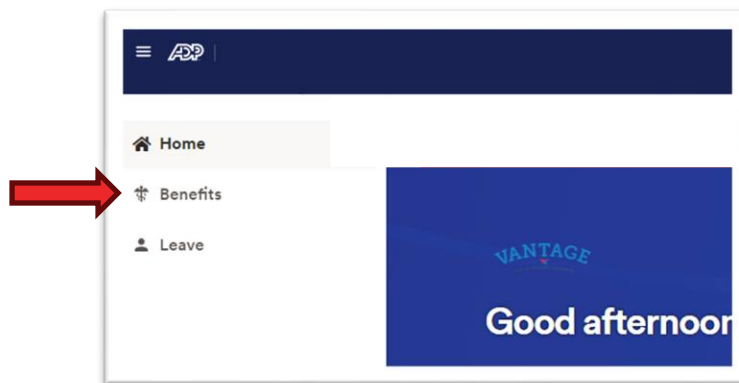 ADP
Home
Benefits
Leave
VANTAGE
Good afternoon